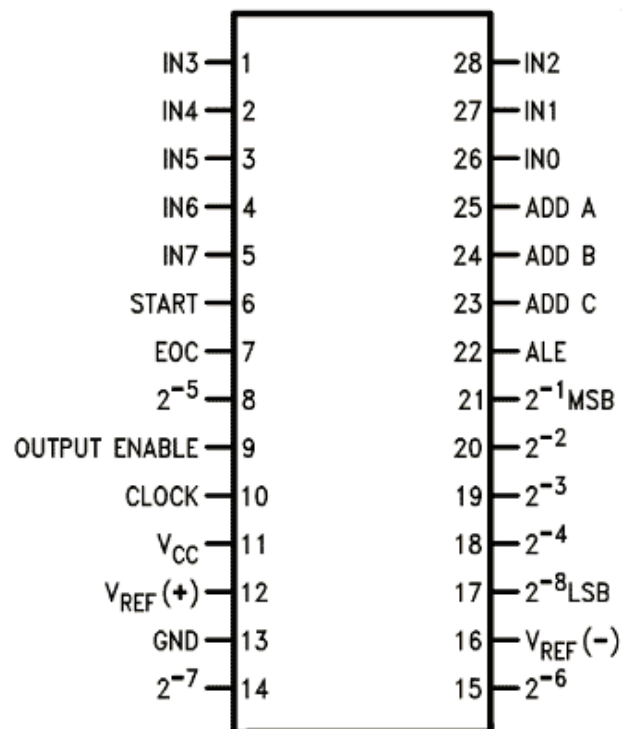 IN3 1 28 IN2
IN4 2 27 IN1
IN5 3 26 IN0
IN6 4 25 ADD A
IN7 5 24 ADD B
START 6 23 ADD C
EOC 7 22 ALE
2⁻⁵ 8 21 2⁻¹MSB
OUTPUT ENABLE 9 20 2⁻²
CLOCK 10 19 2⁻³
V_CC 11 18 2⁻⁴
V_REF(+) 12 17 2⁻⁸LSB
GND 13 16 V_REF(−)
2⁻⁷ 14 15 2⁻⁶